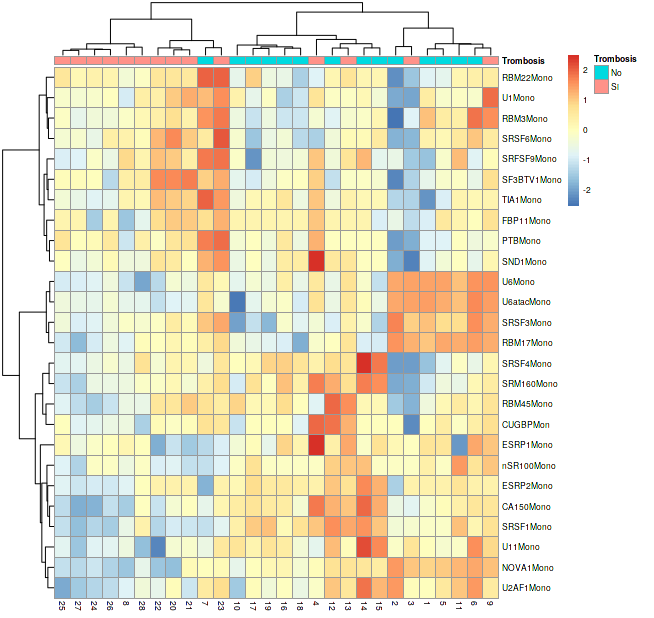 Trombosis
RBM22Mono
U1Mono
RBM3Mono
SRSF6Mono
SRFSF9Mono
SF3BTV1Mono
TIA1Mono
FBP11Mono
PTBMono
SND1Mono
U6Mono
U6atacMono
SRSF3Mono
RBM17Mono
SRSF4Mono
SRM160Mono
RBM45Mono
CUGBPMon
ESRP1Mono
nSR100Mono
ESRP2Mono
CA150Mono
SRSF1Mono
U11Mono
NOVA1Mono
U2AF1Mono
25 27 24 26 8 28 22 20 21 7 23 10 17 19 16 18 4 12 13 14 15 2 3 1 5 11 6 9
2
1
0
-1
-2
Trombosis
No
SI